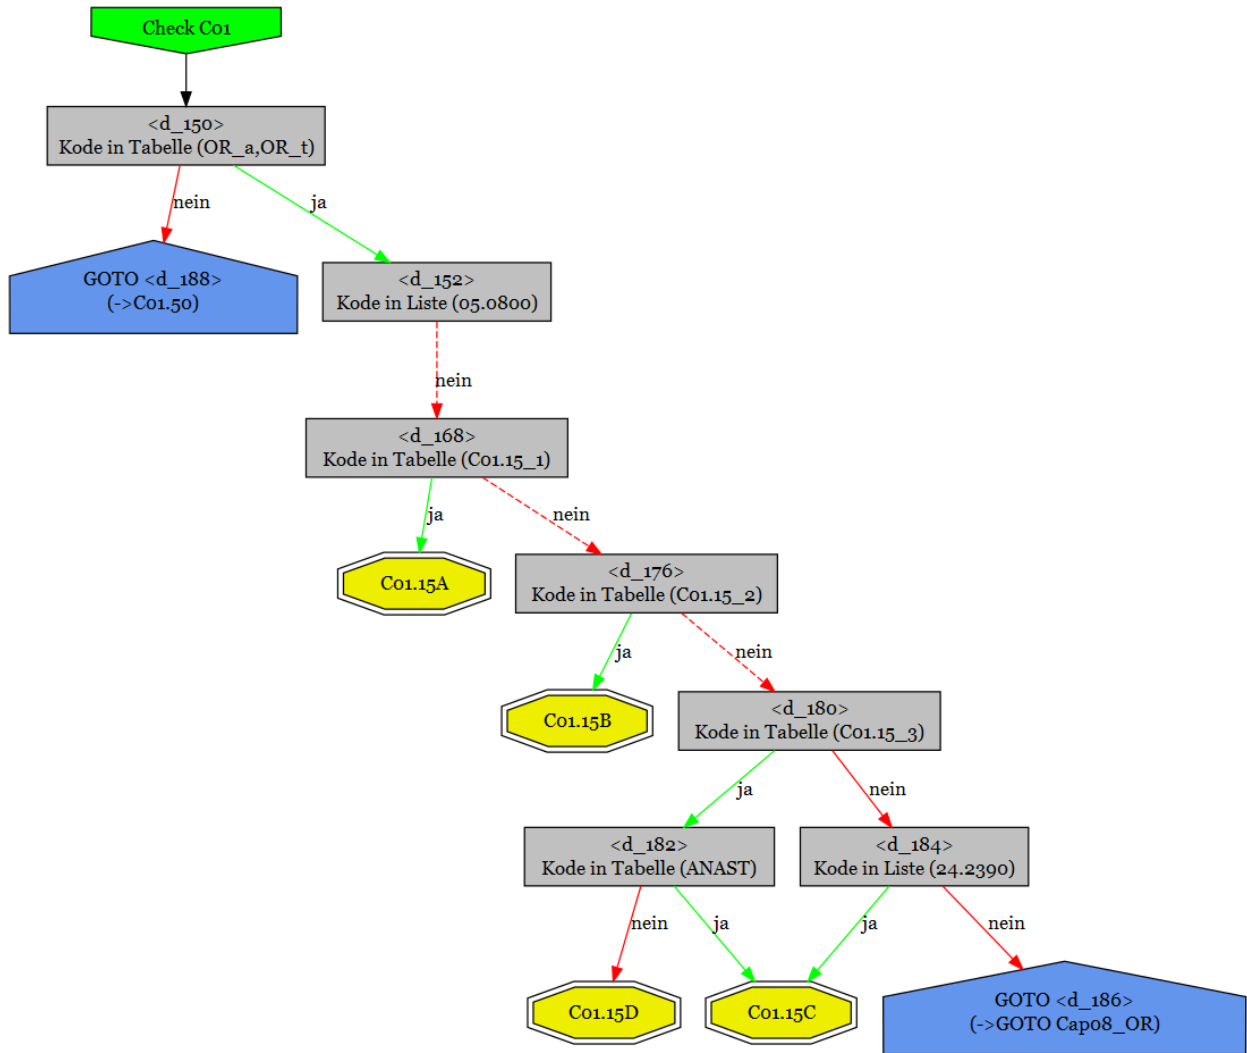 Check C01
<d_150>
Kode in Tabelle (OR_a,OR_t)
nein
ja
GOTO <d_188>
(->C01.50)
<d_152>
Kode in Liste (05.0800)
nein
<d_168>
Kode in Tabelle (C01.15_1)
ja
nein
C01.15A
<d_176>
Kode in Tabelle (C01.15_2)
ja
nein
C01.15B
<d_180>
Kode in Tabelle (C01.15_3)
ja
nein
<d_182>
Kode in Tabelle (ANAST)
<d_184>
Kode in Liste (24.2390)
nein
ja
ja
nein
C01.15D
C01.15C
GOTO <d_186>
(->GOTO Cap08_OR)